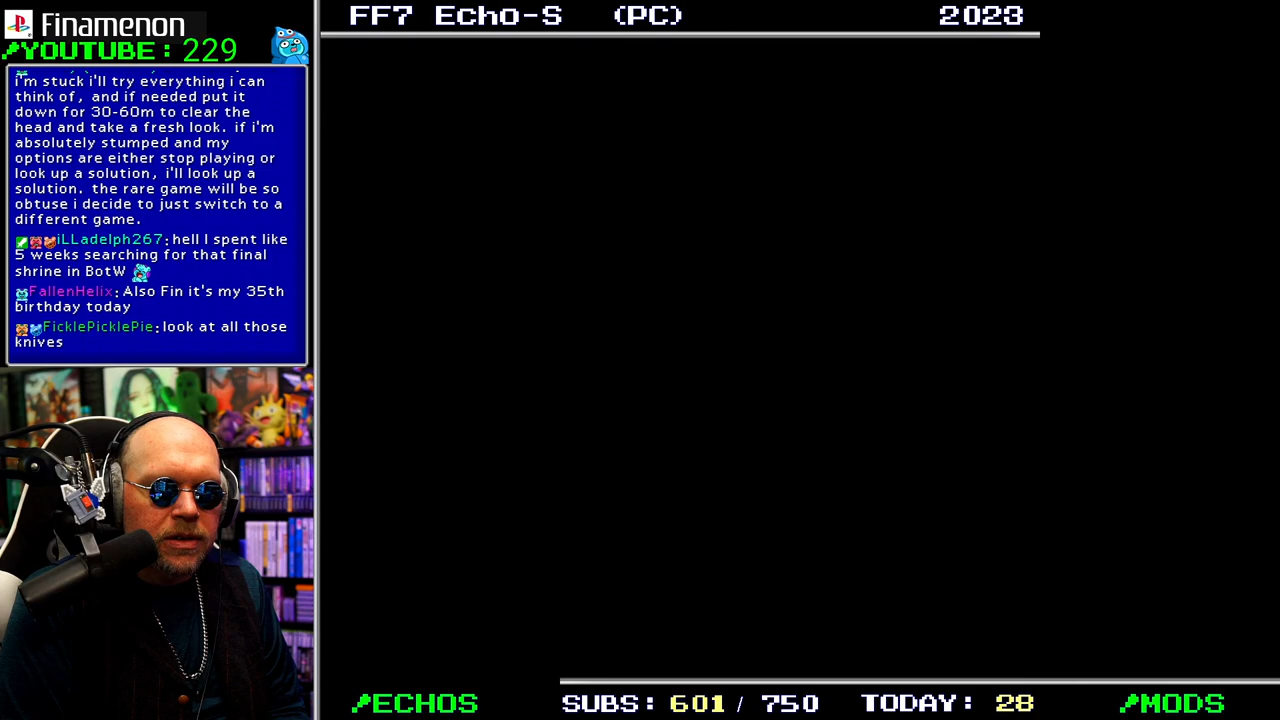 Finamenon
/YOUTUBE: 229
FF7 Echo-S (PC) 2023
i'm stuck i'll try everything i can
think of, and if needed put it
down for 30-60m to clear the
head and take a fresh look. if i'm
absolutely stumped and my
options are either stop playing or
look up a solution, i'll look up a
solution. the rare game will be so
obtuse i decide to just switch to a
different game.
iLLadelph267: hell I spent like
5 weeks searching for that final
shrine in BotW
FallenHelix: Also Fin it's my 35th
birthday today
FicklePicklePie: look at all those
knives
/ECHOS SUBS: 601 / 750 TODAY: 28 /MODS